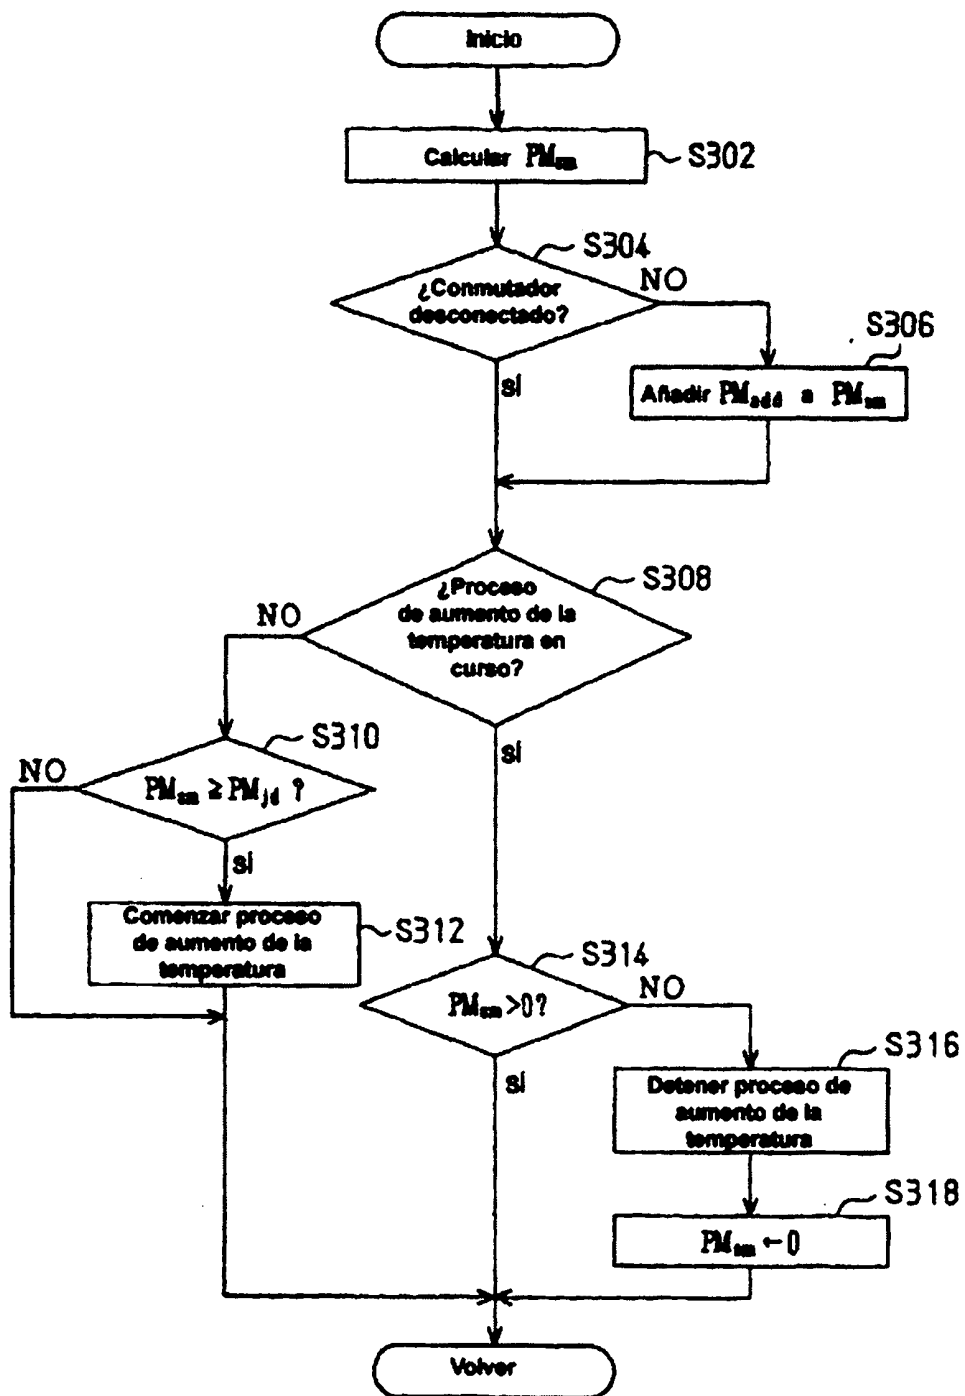 Inicio
Calcular PMsm
S302
S304
¿Conmutador
desconectado?
NO
SÍ
S306
Añadir PMadd a PMsm
S308
¿Proceso
de aumento de la
temperatura en
curso?
NO
SÍ
S310
PMsm ≥ PMjd ?
NO
SÍ
Comenzar proceso
de aumento de la
temperatura
S312
S314
PMsm >0?
NO
SÍ
S316
Detener proceso de
aumento de la
temperatura
S318
PMsm ← 0
Volver